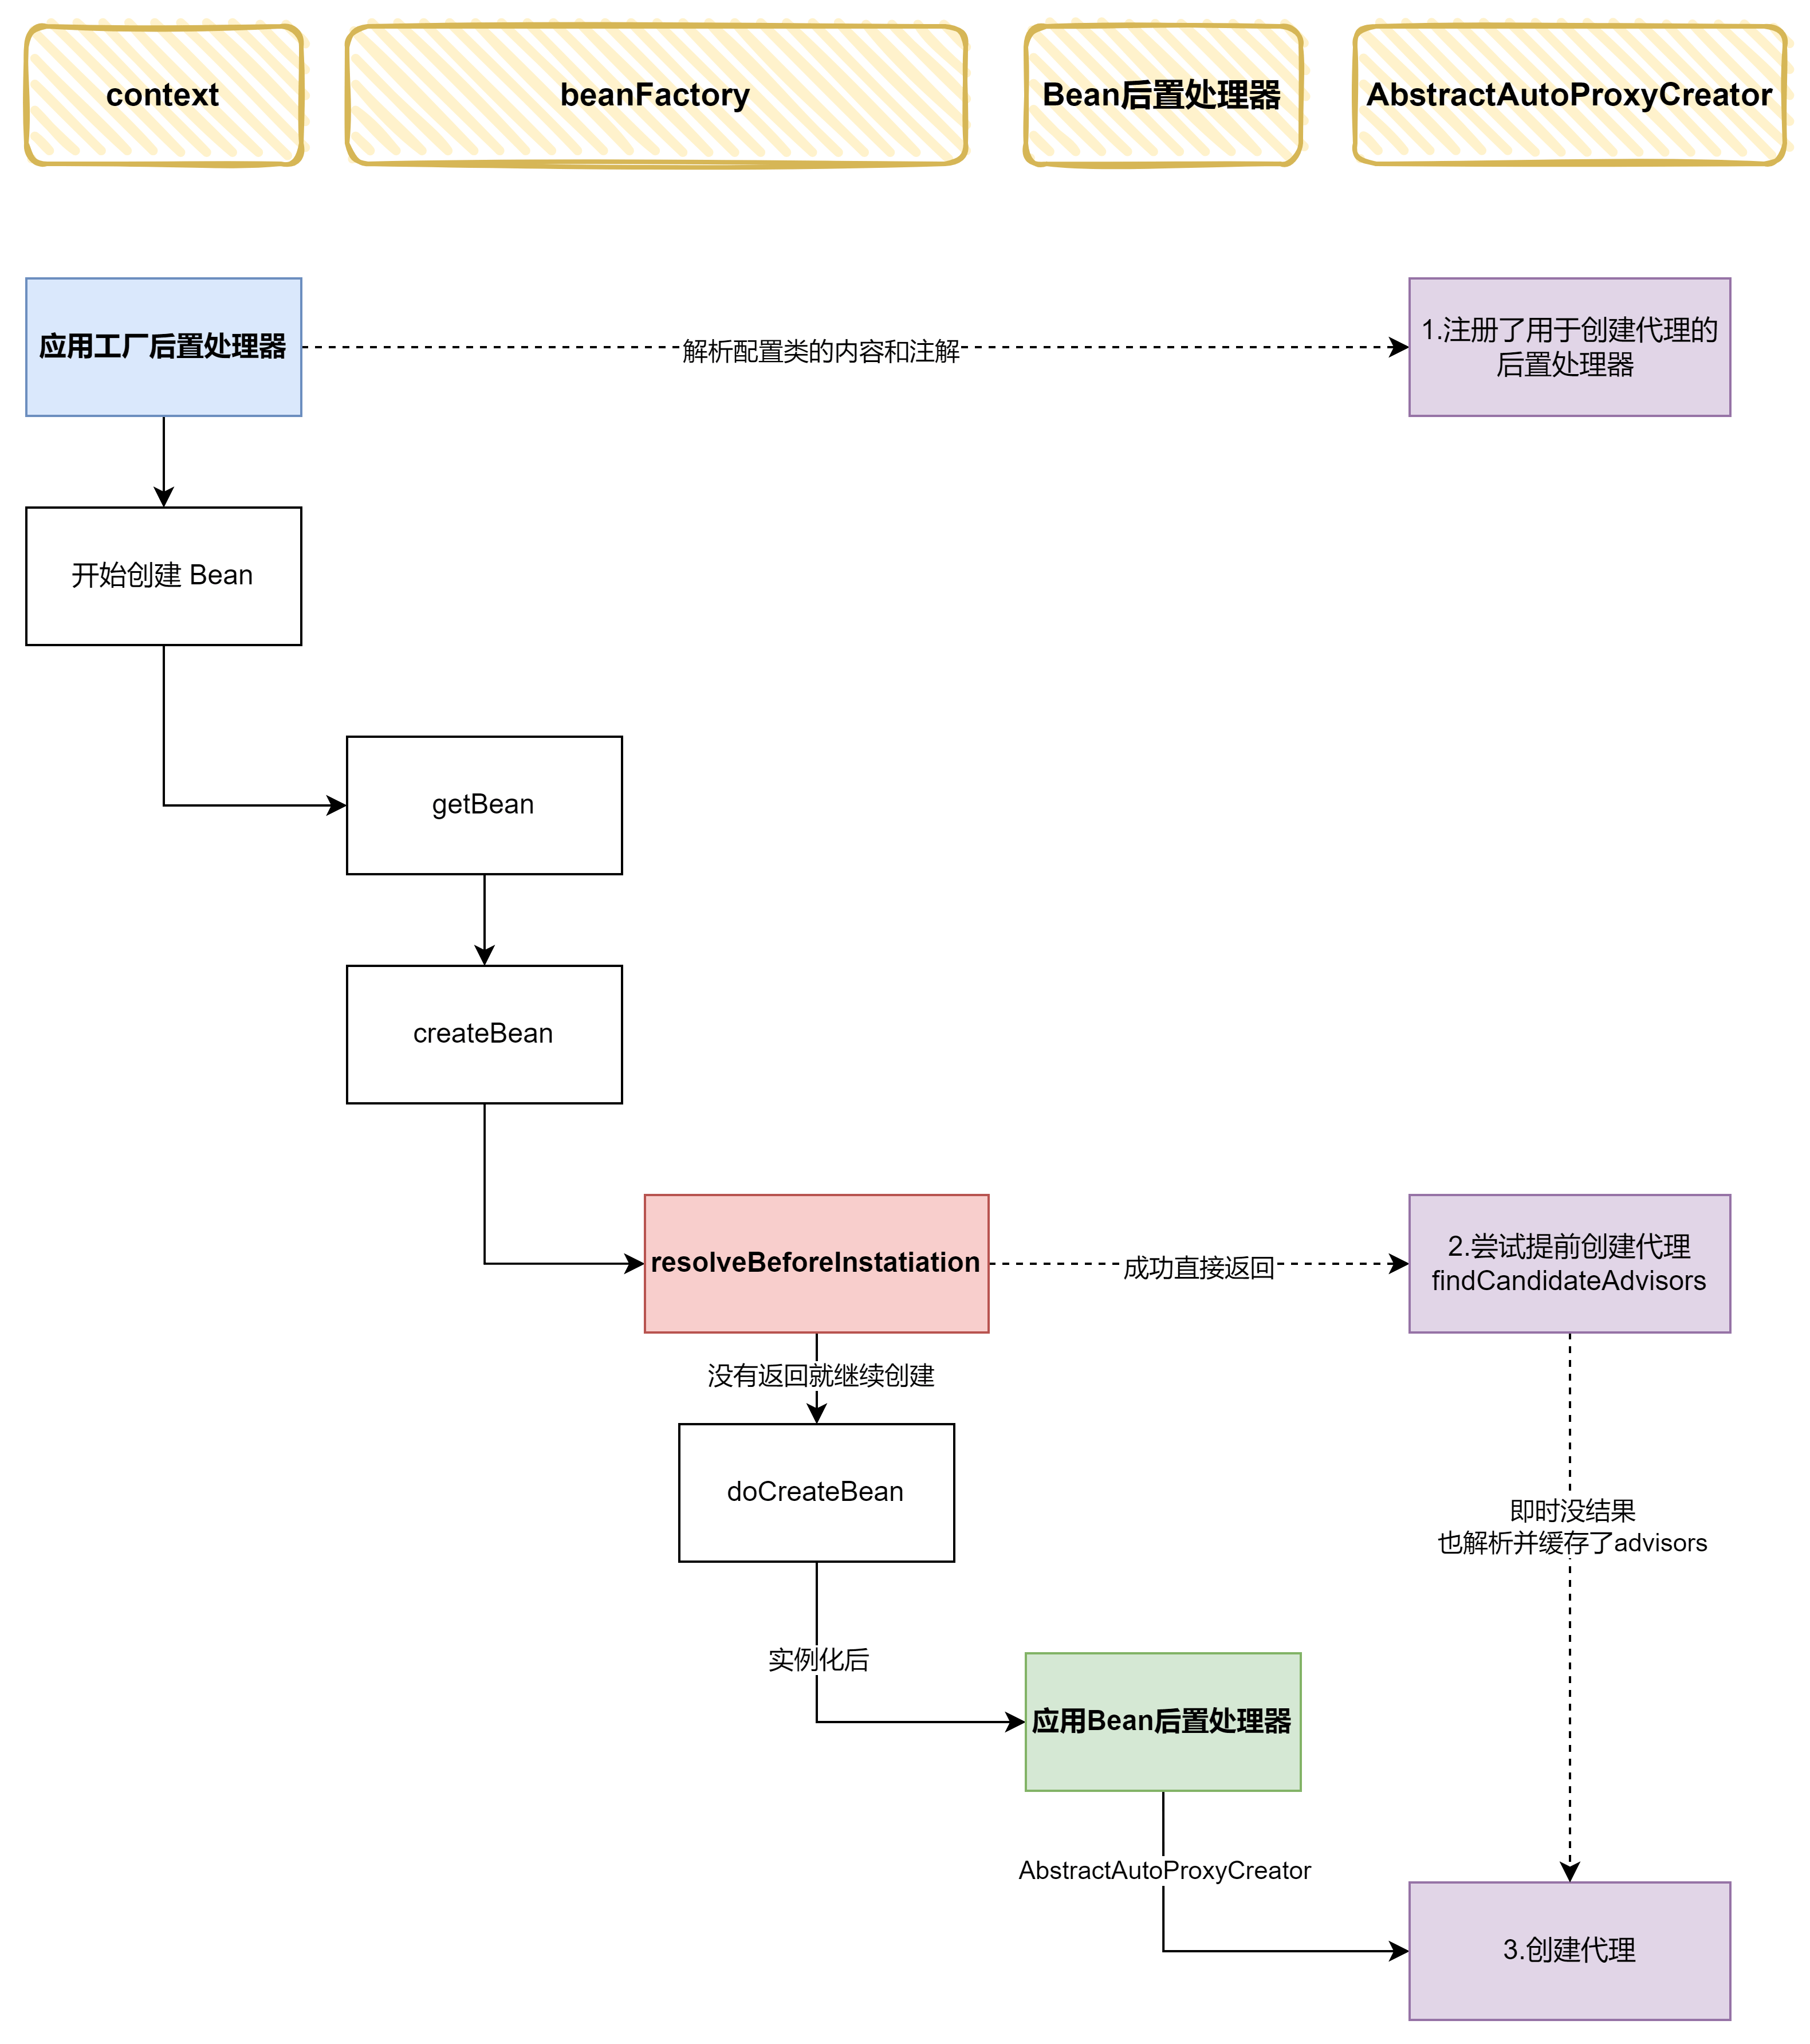 context
beanFactory
Bean后置处理器
AbstractAutoProxyCreator
应用工厂后置处理器
解析配置类的内容和注解
1.注册了用于创建代理的
后置处理器
开始创建 Bean
getBean
createBean
resolveBeforeInstatiation
成功直接返回
2.尝试提前创建代理
findCandidateAdvisors
没有返回就继续创建
doCreateBean
即时没结果
也解析并缓存了advisors
实例化后
应用Bean后置处理器
AbstractAutoProxyCreator
3.创建代理